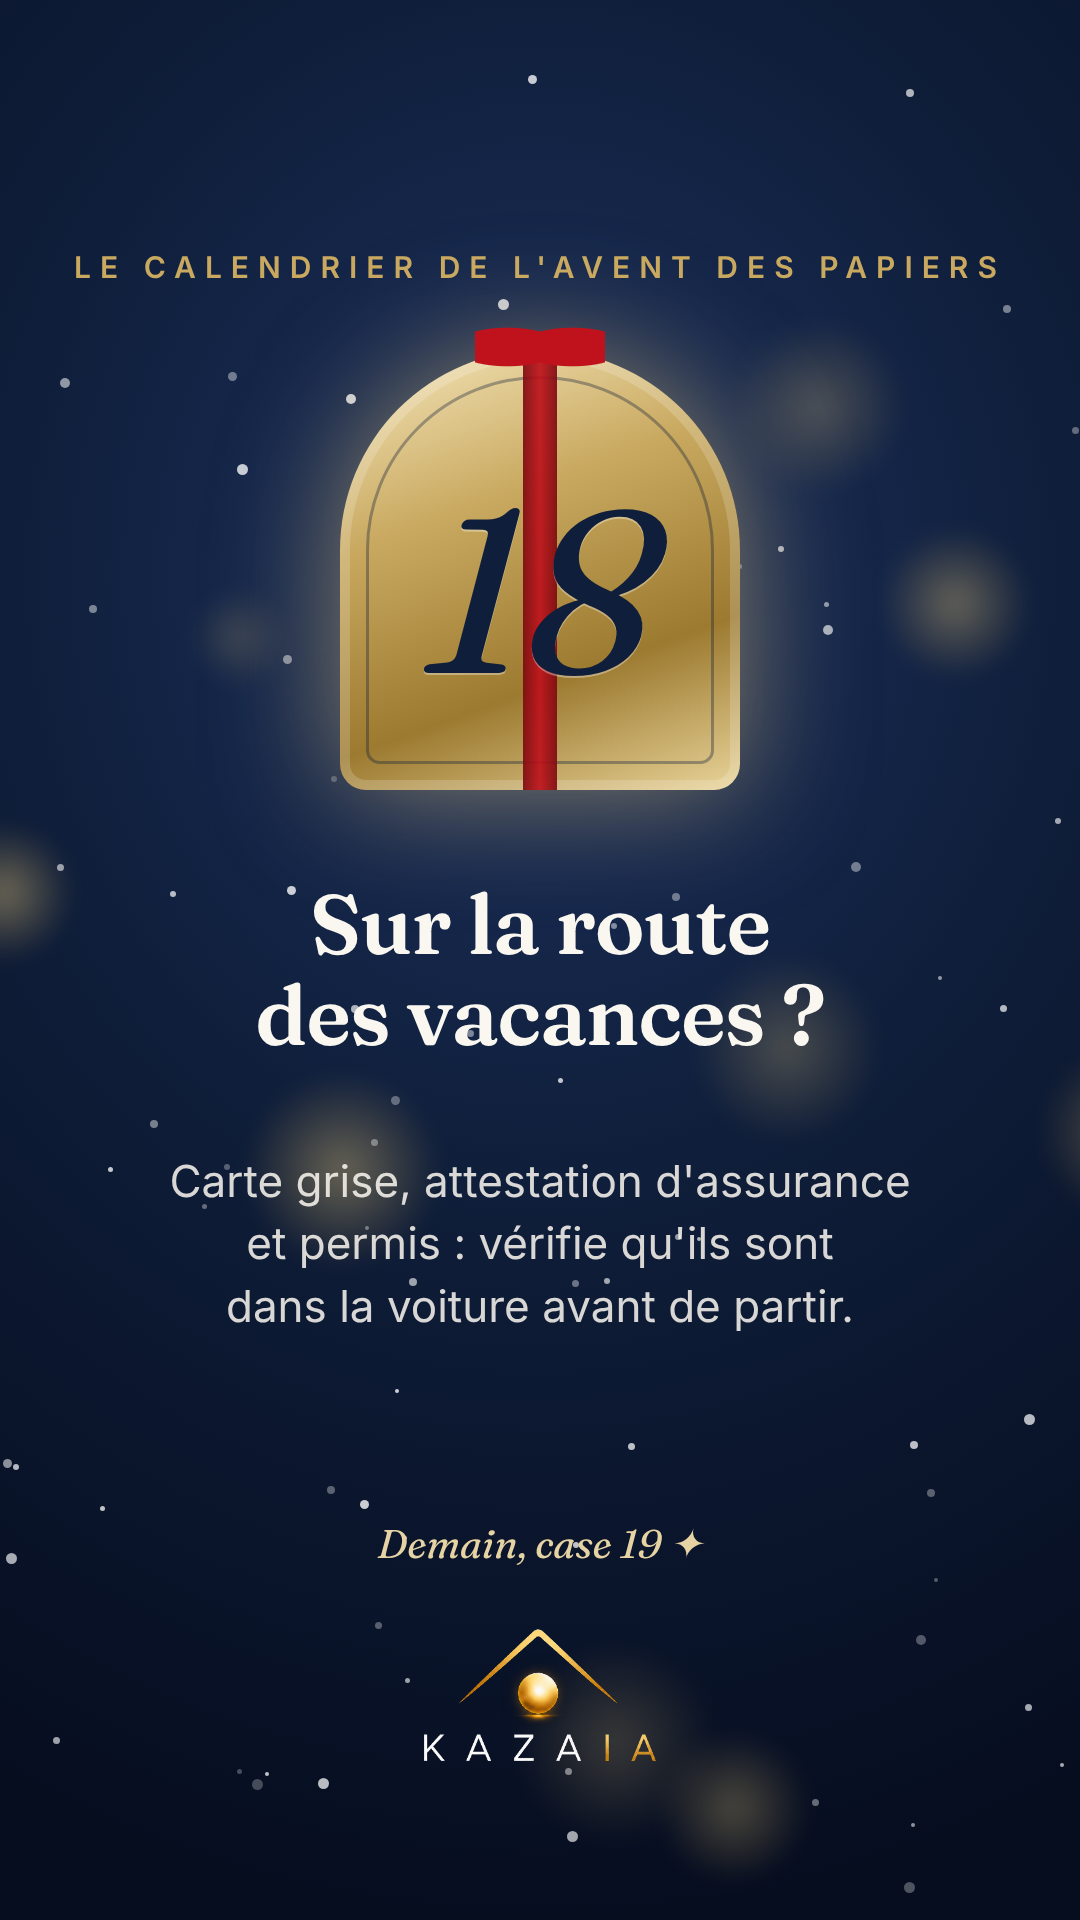 LE CALENDRIER DE L'AVENT DES PAPIERS
18
Sur la route
des vacances ?
Carte grise, attestation d'assurance
et permis : vérifie qu'ils sont
dans la voiture avant de partir.
Demain, case 19 ✦
KAZAIA